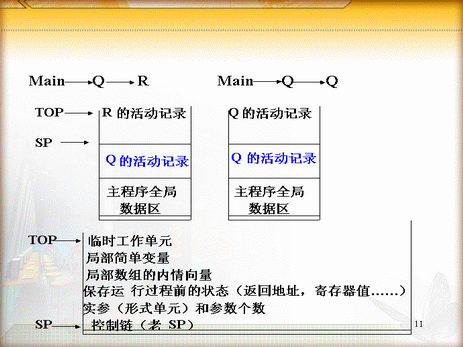 Main Q R
Main Q Q
TOP R 的活动记录
Q 的活动记录
SP
Q 的活动记录
Q 的活动记录
主程序全局
数据区
主程序全局
数据区
TOP 临时工作单元
局部简单变量
局部数组的内情向量
保存运 行过程前的状态（返回地址，寄存器值……）
实参（形式单元）和参数个数
SP 控制链（老 SP）
11